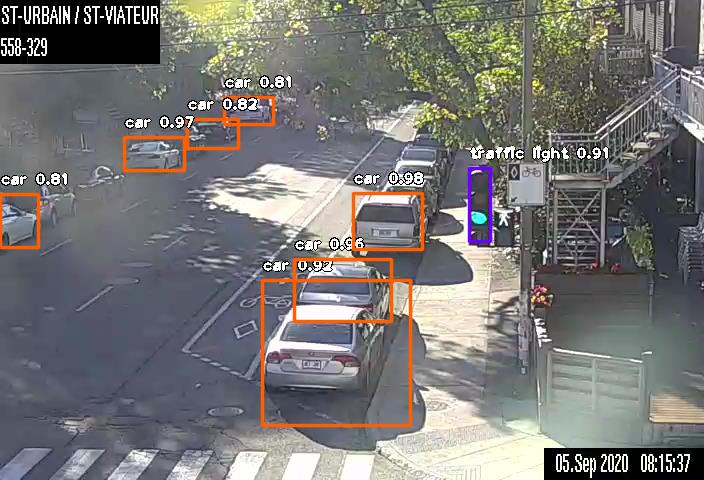 ST-URBAIN / ST-VIATEUR
558-329
car 0.81
car 0.82
car 0.97
traffic light 0.91
car 0.81
car 0.98
car 0.96
car 0.92
05.Sep 2020 08:15:37